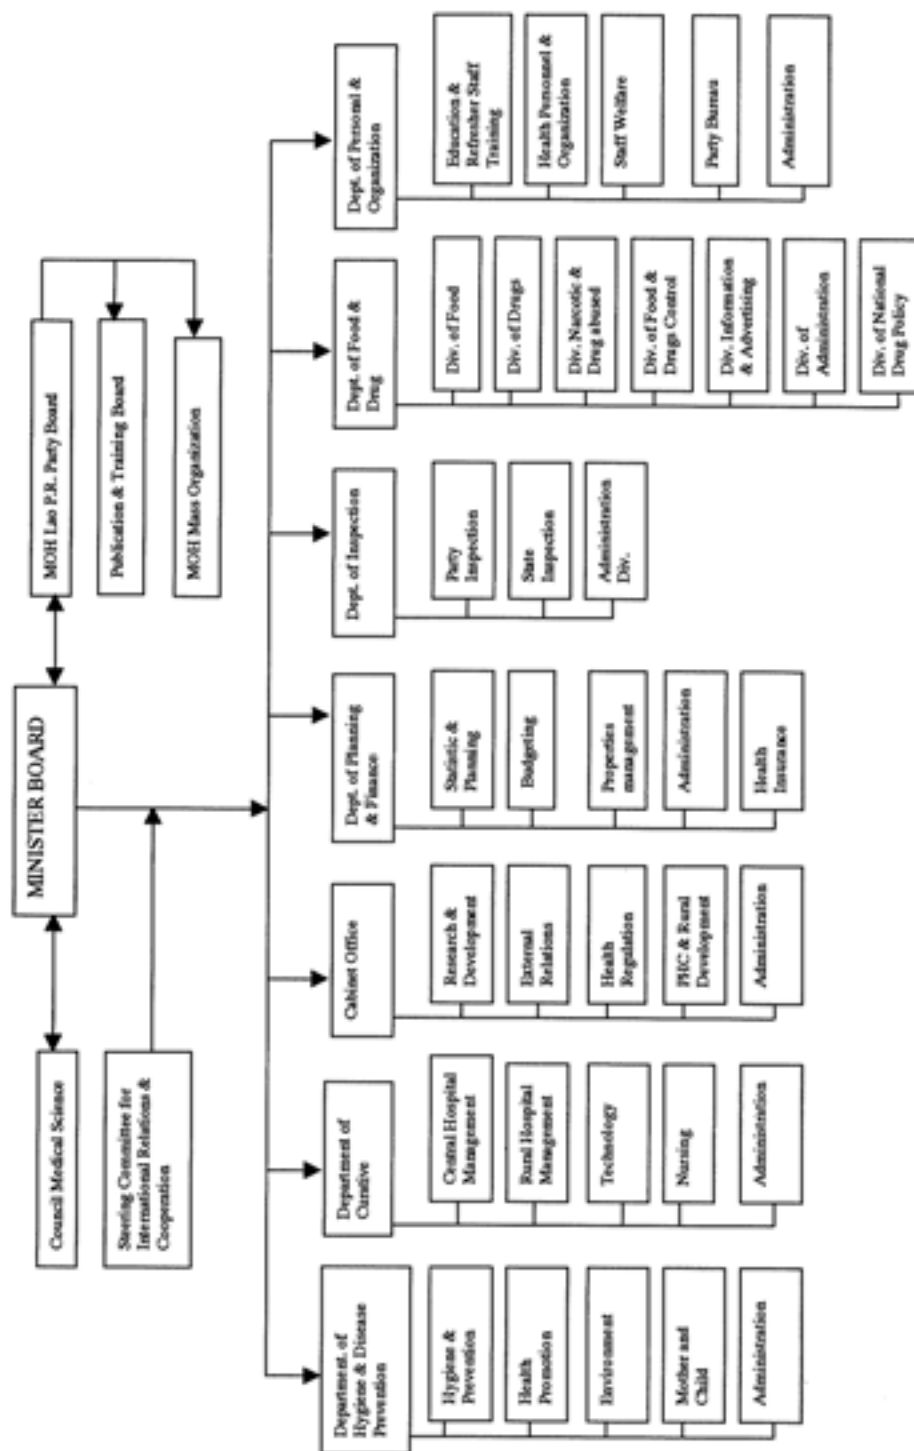 MINISTER BOARD
Council Medical Science
MOH Lao P.R. Party Board
Steering Committee for
International Relations &
Cooperation
Publication & Training Board
MOH Mass Organization
Department. of
Hygiene & Disease
Prevention
Hygiene &
Prevention
Health
Promotion
Environment
Mother and
Child
Administration
Department of
Curative
Central Hospital
Management
Rural Hospital
Management
Technology
Nursing
Administration
Cabinet Office
Research &
Development
External
Relations
Health
Regulation
PHC & Rural
Development
Administration
Dept. of Planning
& Finance
Statistic &
Planning
Budgeting
Properties
management
Administration
Health
Insurance
Dept. of Inspection
Party
Inspection
State
Inspection
Administration
Div.
Dept. of Food &
Drug
Div. of Food
Div. of Drugs
Div. Narcotic &
Drug abused
Div. of Food &
Drugs Control
Div. Information
& Advertising
Div. of
Administration
Div. of National
Drug Policy
Dept. of Personal &
Organization
Education &
Refresher Staff
Training
Health Personnel &
Organization
Staff Welfare
Party Bureau
Administration